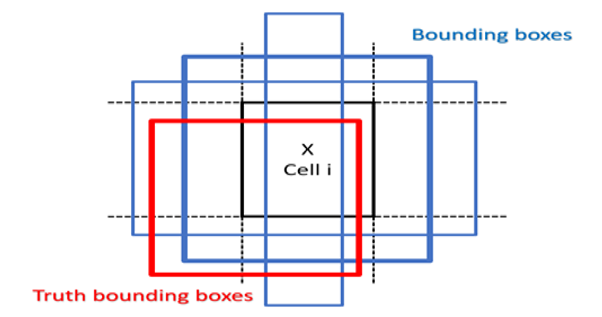 Bounding boxes
X
Cell i
Truth bounding boxes